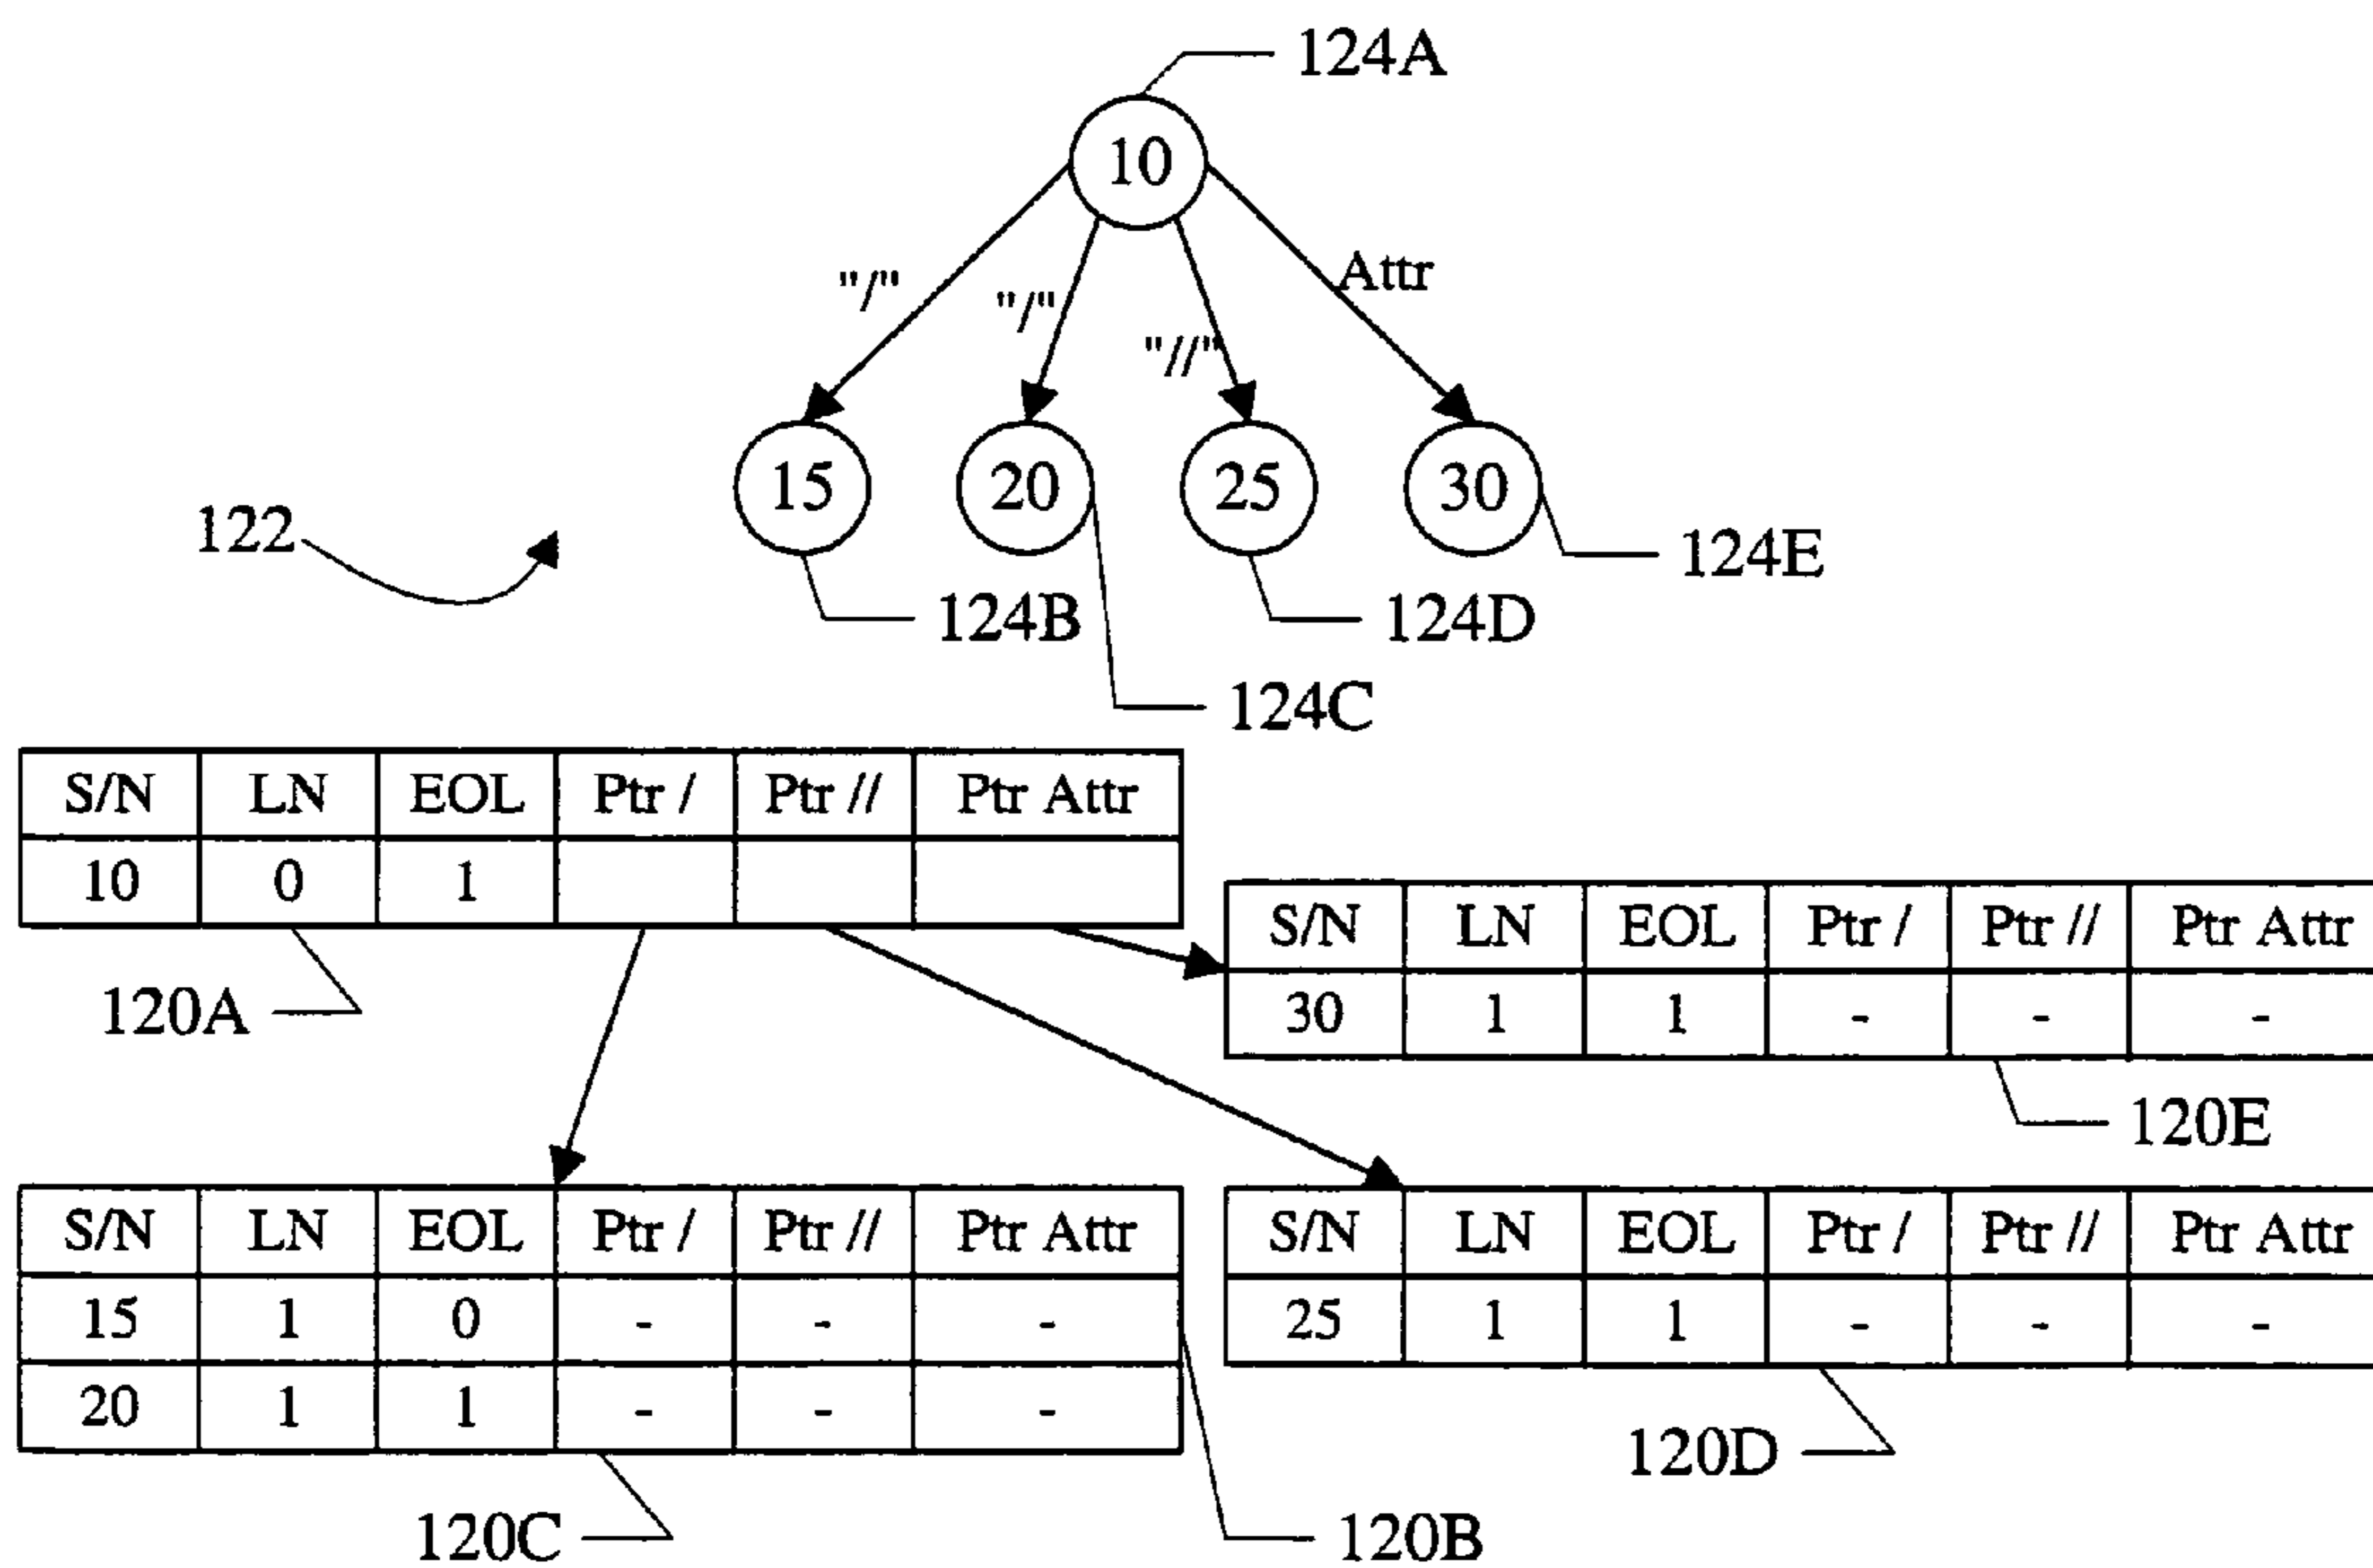 124A
10
"/" "/" "//" Attr
15 20 25 30
122
124E
124B 124D
124C
S/N LN EOL Ptr / Ptr // Ptr Attr
10 0 1
120A
S/N LN EOL Ptr / Ptr // Ptr Attr
30 1 1 - - -
120E
S/N LN EOL Ptr / Ptr // Ptr Attr
15 1 0 - - -
20 1 1 - - -
120C 120B
S/N LN EOL Ptr / Ptr // Ptr Attr
25 1 1 - - -
120D